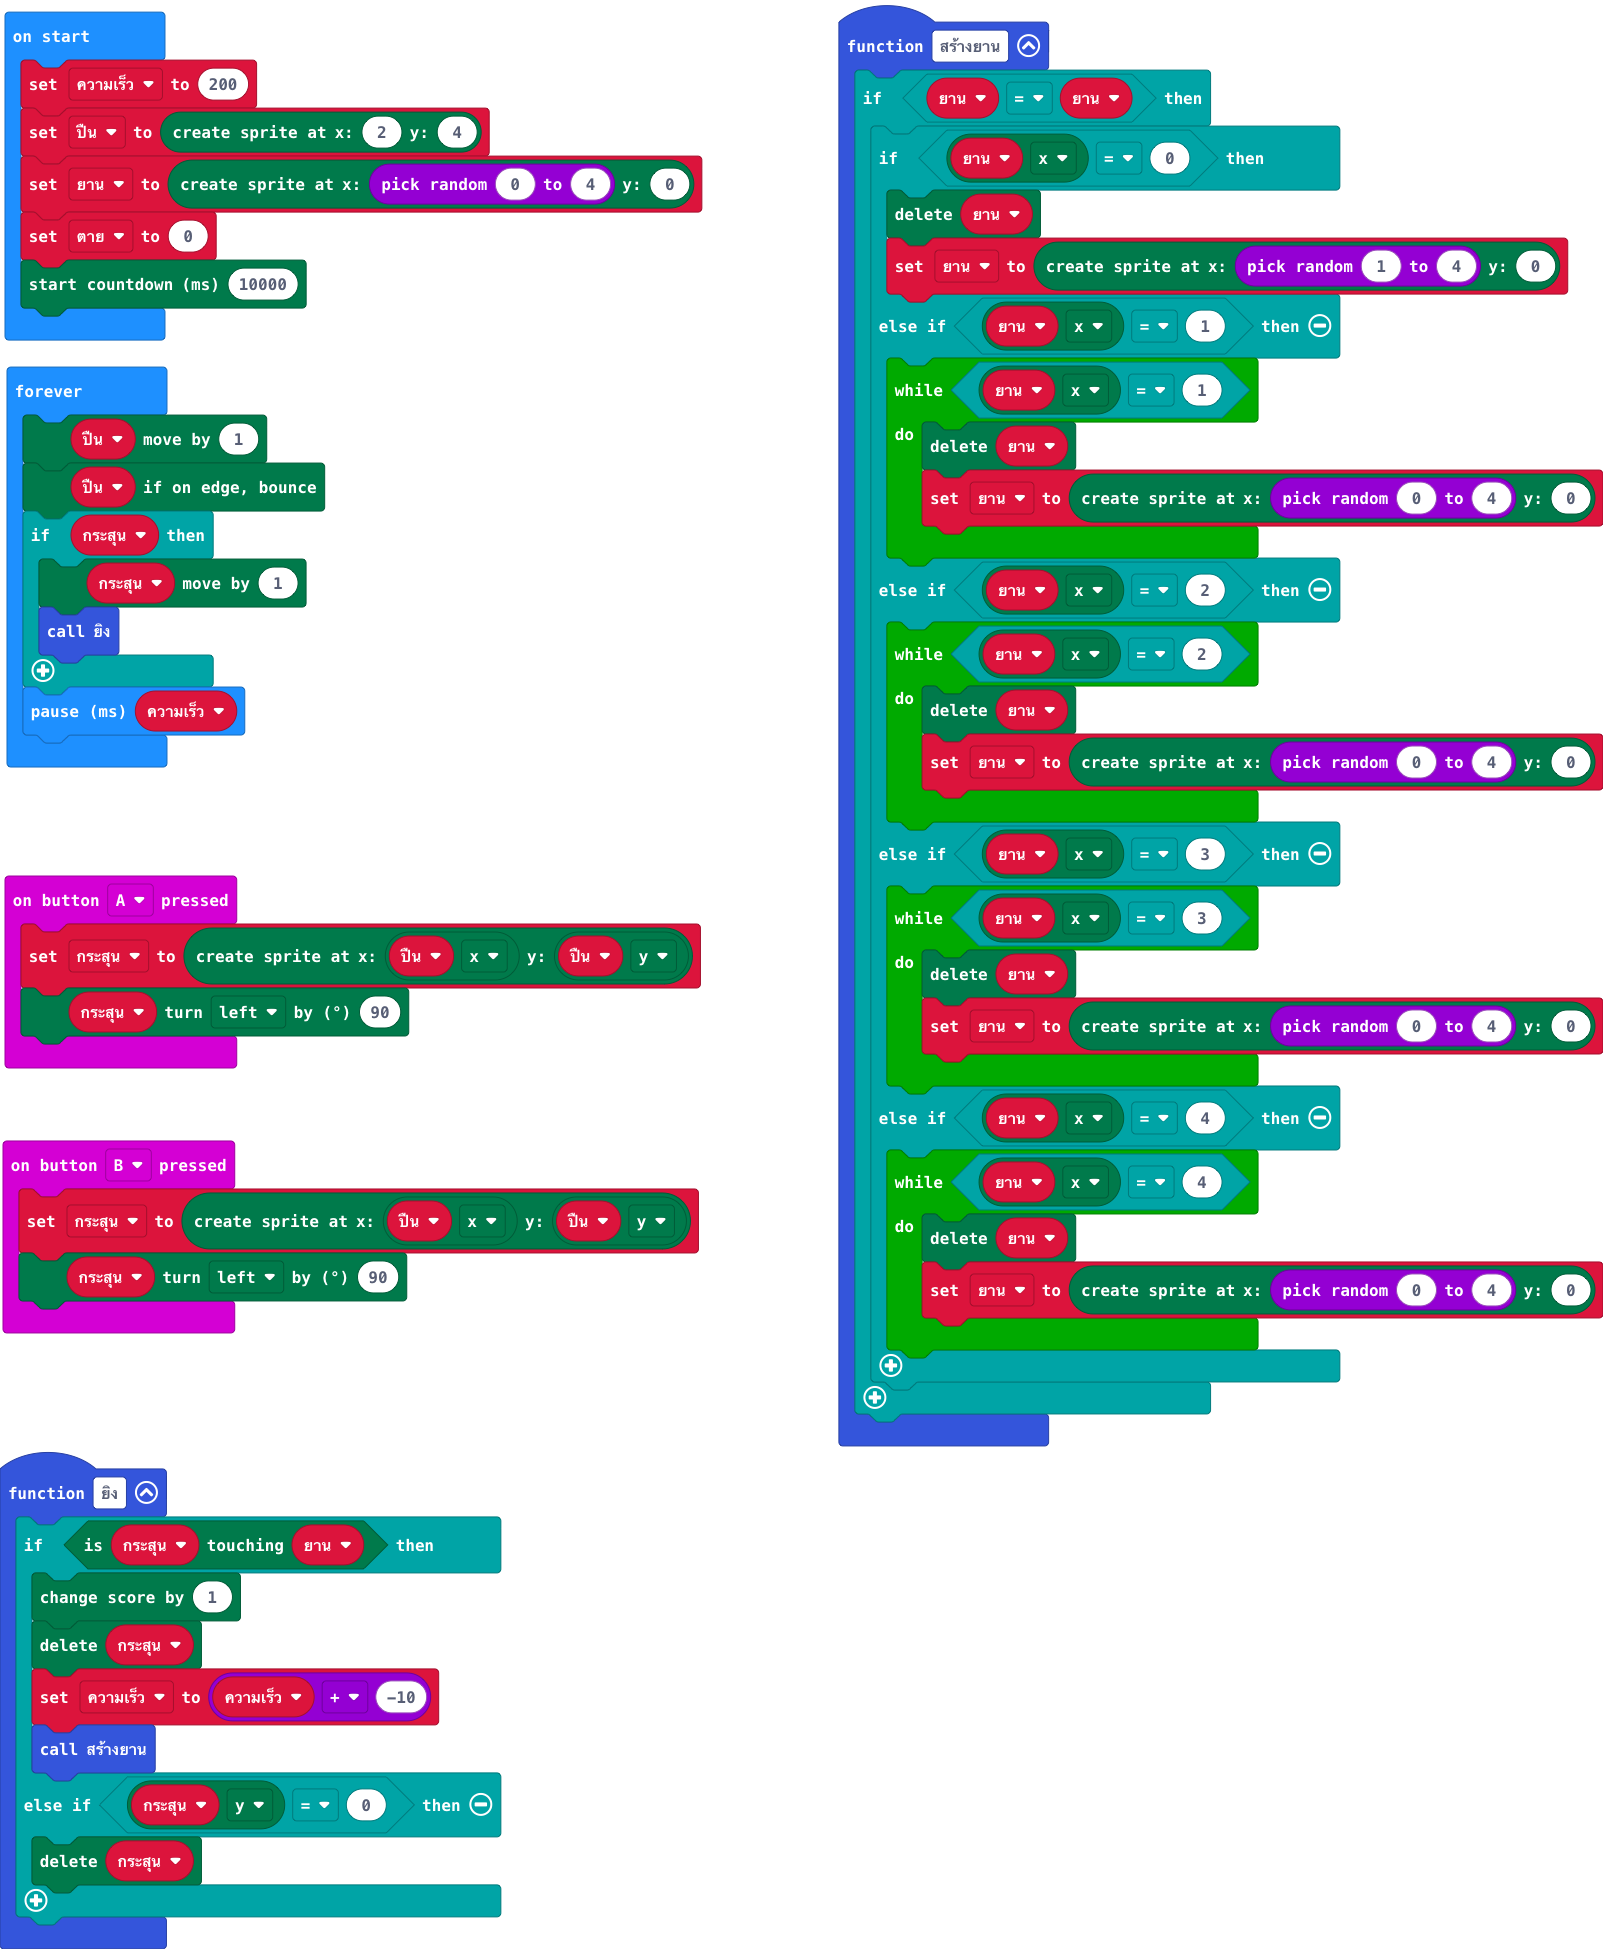 on start
set ความเร็ว to 200
set ปืน to create sprite at x: 2 y: 4
set ยาน to create sprite at x: pick random 0 to 4 y: 0
set ตาย to 0
start countdown (ms) 10000
forever
ปืน move by 1
ปืน if on edge, bounce
if กระสุน then
กระสุน move by 1
call ยิง
pause (ms) ความเร็ว
on button A pressed
set กระสุน to create sprite at x: ปืน x y: ปืน y
กระสุน turn left by (°) 90
on button B pressed
set กระสุน to create sprite at x: ปืน x y: ปืน y
กระสุน turn left by (°) 90
function ยิง
if is กระสุน touching ยาน then
change score by 1
delete กระสุน
set ความเร็ว to ความเร็ว + -10
call สร้างยาน
else if กระสุน y = 0 then
delete กระสุน
function สร้างยาน
if ยาน = ยาน then
if ยาน x = 0 then
delete ยาน
set ยาน to create sprite at x: pick random 1 to 4 y: 0
else if ยาน x = 1 then
while ยาน x = 1
do delete ยาน
set ยาน to create sprite at x: pick random 0 to 4 y: 0
else if ยาน x = 2 then
while ยาน x = 2
do delete ยาน
set ยาน to create sprite at x: pick random 0 to 4 y: 0
else if ยาน x = 3 then
while ยาน x = 3
do delete ยาน
set ยาน to create sprite at x: pick random 0 to 4 y: 0
else if ยาน x = 4 then
while ยาน x = 4
do delete ยาน
set ยาน to create sprite at x: pick random 0 to 4 y: 0